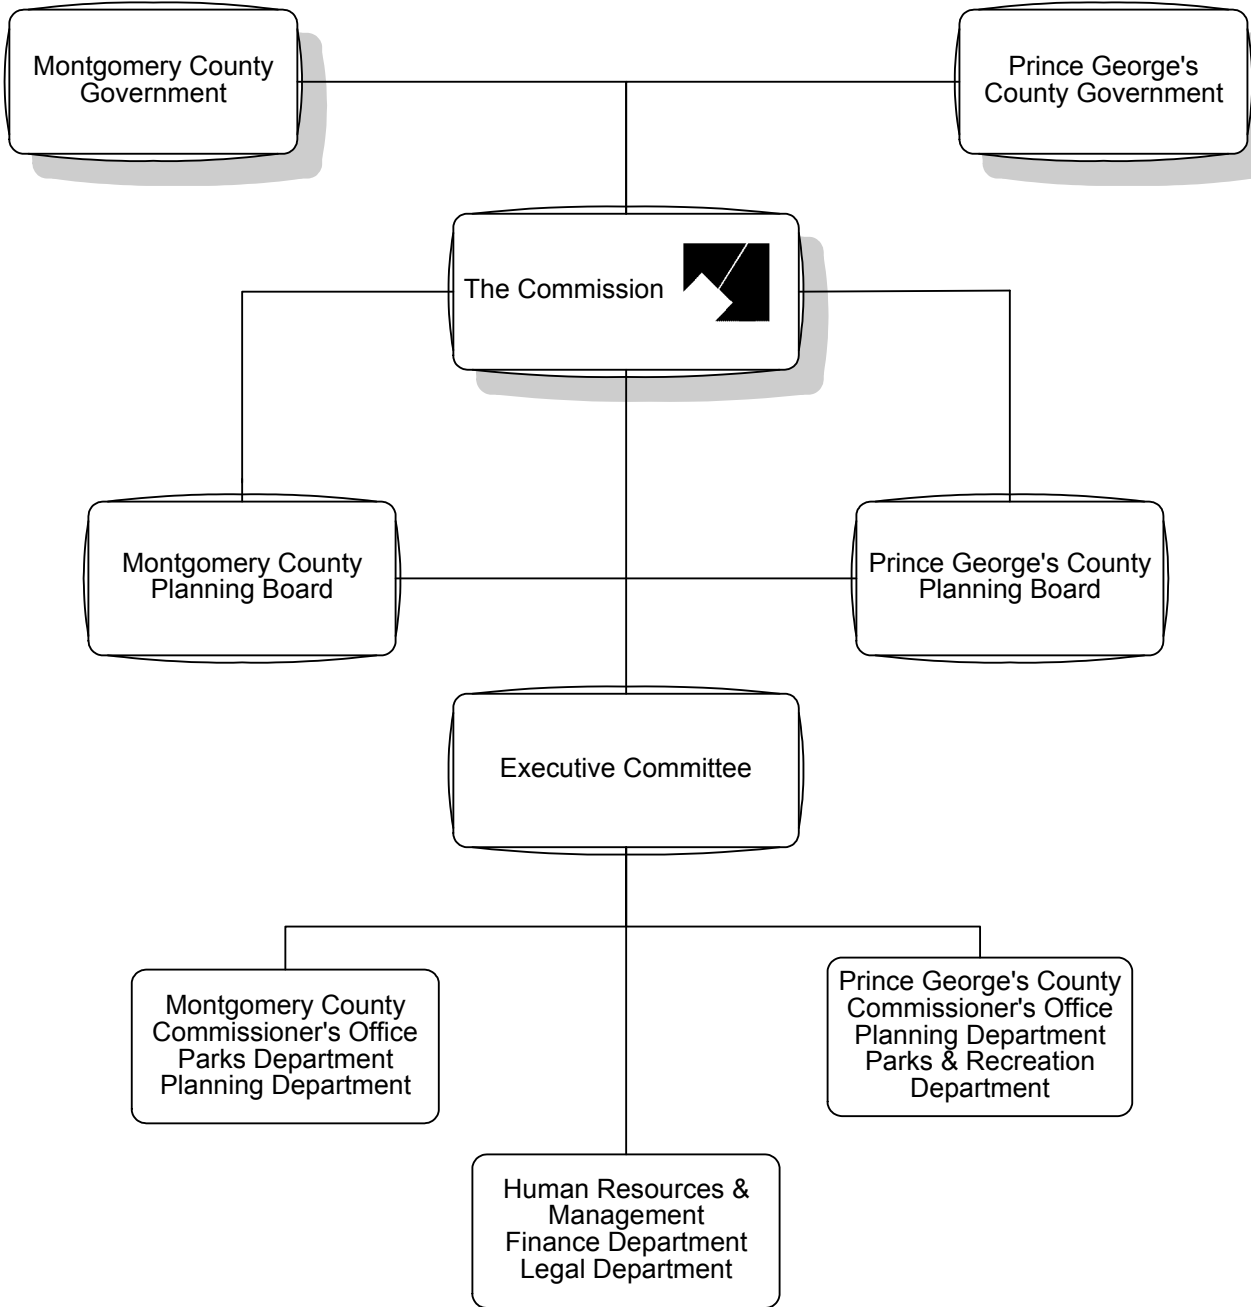 Montgomery County
Government
Prince George's
County Government
The Commission
Montgomery County
Planning Board
Prince George's County
Planning Board
Executive Committee
Montgomery County
Commissioner's Office
Parks Department
Planning Department
Prince George's County
Commissioner's Office
Planning Department
Parks & Recreation
Department
Human Resources &
Management
Finance Department
Legal Department